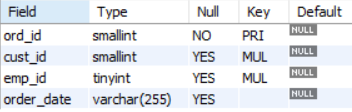 Field Type Null Key Default
ord_id smallint NO PRI NULL
cust_id smallint YES MUL NULL
emp_id tinyint YES MUL NULL
order_date varchar(255) YES NULL